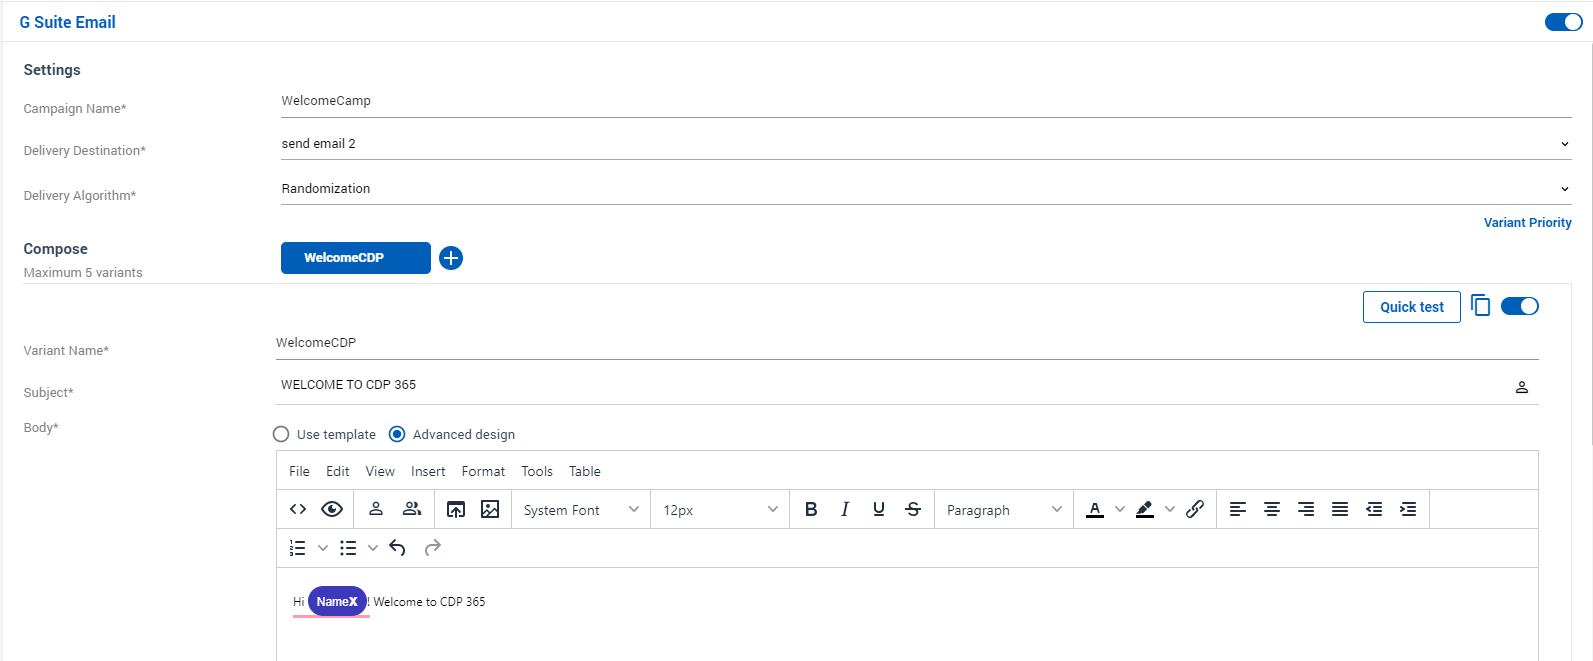 G Suite Email
Settings
Campaign Name*
WelcomeCamp
Delivery Destination*
send email 2
Delivery Algorithm*
Randomization
Variant Priority
Compose
Maximum 5 variants
WelcomeCDP
Quick test
Variant Name*
WelcomeCDP
Subject*
WELCOME TO CDP 365
Body*
Use template Advanced design
File Edit View Insert Format Tools Table
System Font 12px B I U S Paragraph A
Hi NameX! Welcome to CDP 365